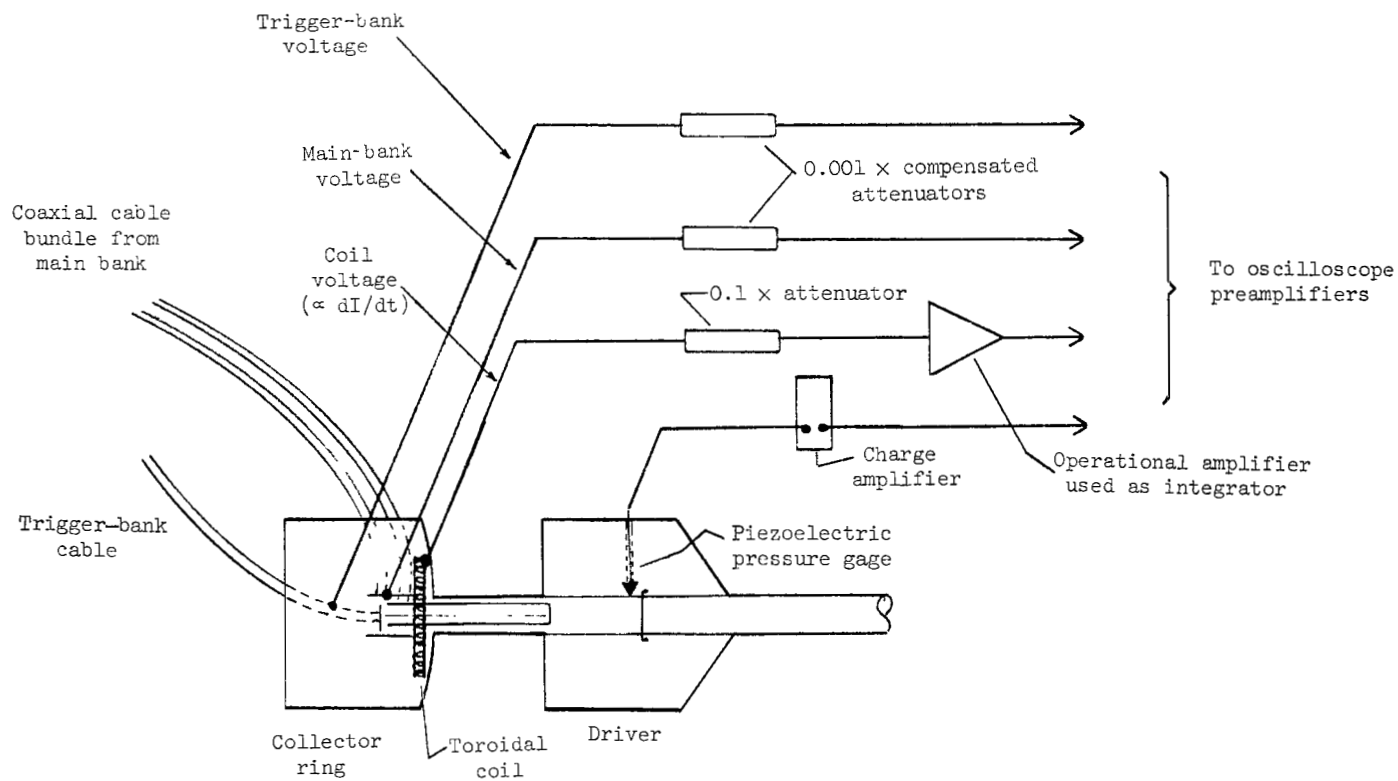 Trigger-bank
voltage
Main-bank
voltage
0.001 × compensated
attenuators
Coaxial cable
bundle from
main bank
Coil
voltage
(∝ dI/dt)
0.1 × attenuator
To oscilloscope
preamplifiers
Charge
amplifier
Operational amplifier
used as integrator
Trigger-bank
cable
Piezoelectric
pressure gage
Collector
ring
Toroidal
coil
Driver